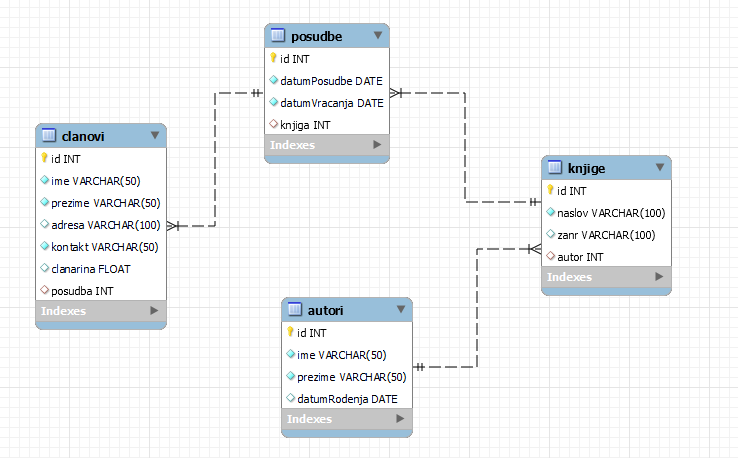 posudbe
id INT
datumPosudbe DATE
datumVracanja DATE
knjiga INT
Indexes
clanovi
id INT
ime VARCHAR(50)
prezime VARCHAR(50)
adresa VARCHAR(100)
kontakt VARCHAR(50)
clanarina FLOAT
posudba INT
Indexes
knjige
id INT
naslov VARCHAR(100)
zanr VARCHAR(100)
autor INT
Indexes
autori
id INT
ime VARCHAR(50)
prezime VARCHAR(50)
datumRodenja DATE
Indexes